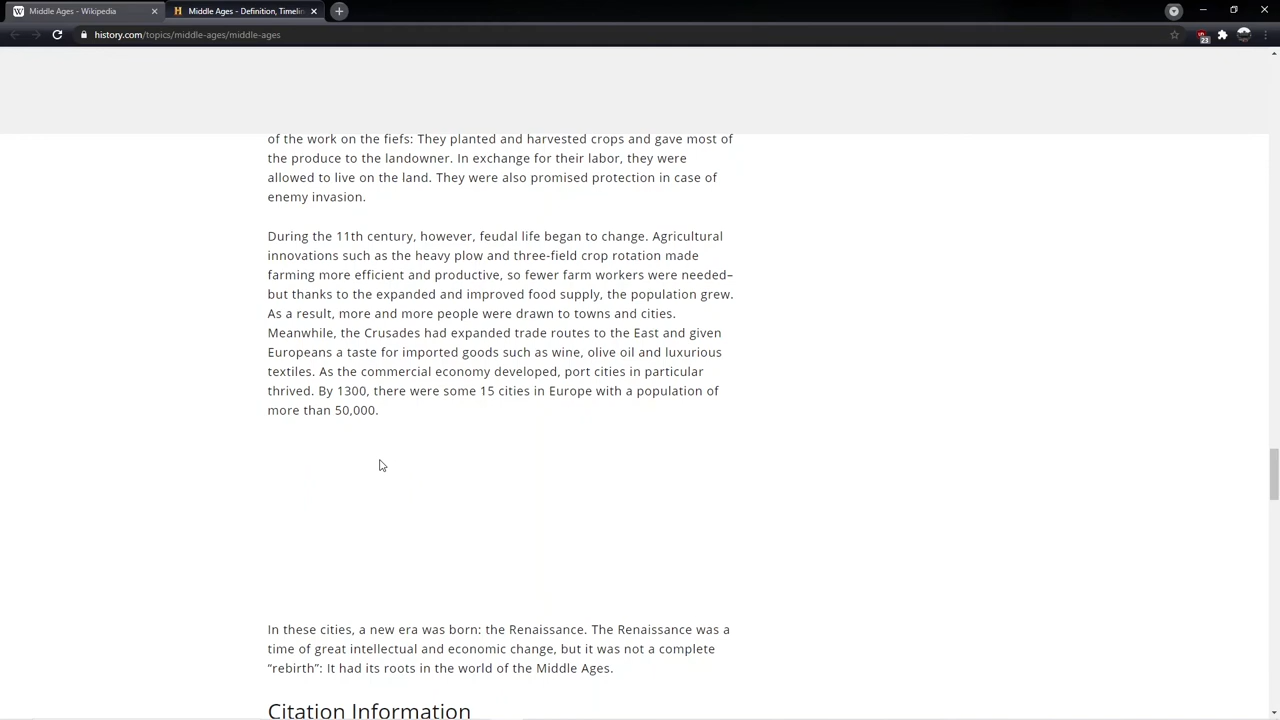 Middle Ages - Wikipedia
Middle Ages - Definition, Timelin
history.com/topics/middle-ages/middle-ages
23
of the work on the fiefs: They planted and harvested crops and gave most of
the produce to the landowner. In exchange for their labor, they were
allowed to live on the land. They were also promised protection in case of
enemy invasion.
During the 11th century, however, feudal life began to change. Agricultural
innovations such as the heavy plow and three-field crop rotation made
farming more efficient and productive, so fewer farm workers were needed–
but thanks to the expanded and improved food supply, the population grew.
As a result, more and more people were drawn to towns and cities.
Meanwhile, the Crusades had expanded trade routes to the East and given
Europeans a taste for imported goods such as wine, olive oil and luxurious
textiles. As the commercial economy developed, port cities in particular
thrived. By 1300, there were some 15 cities in Europe with a population of
more than 50,000.
In these cities, a new era was born: the Renaissance. The Renaissance was a
time of great intellectual and economic change, but it was not a complete
“rebirth”: It had its roots in the world of the Middle Ages.
Citation Information